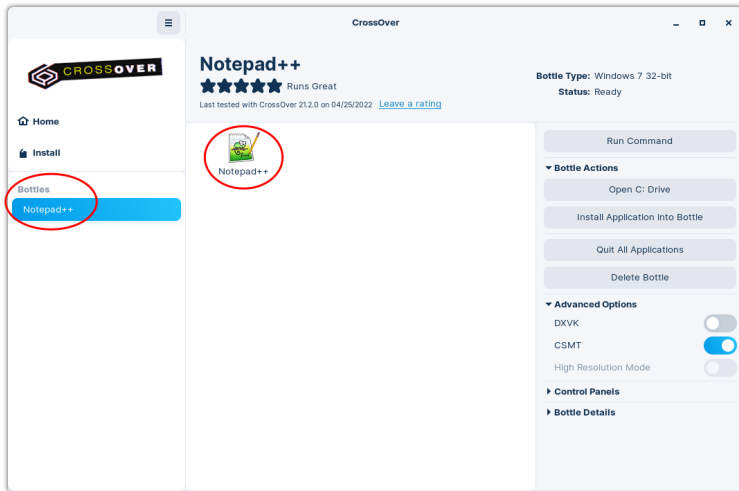 CrossOver
CROSSOVER
Home
Install
Bottles
Notepad++
Notepad++
Runs Great
Last tested with CrossOver 21.2.0 on 04/25/2022 Leave a rating
Bottle Type: Windows 7 32-bit
Status: Ready
Notepad++
Run Command
Bottle Actions
Open C: Drive
Install Application into Bottle
Quit All Applications
Delete Bottle
Advanced Options
DXVK
CSMT
High Resolution Mode
Control Panels
Bottle Details